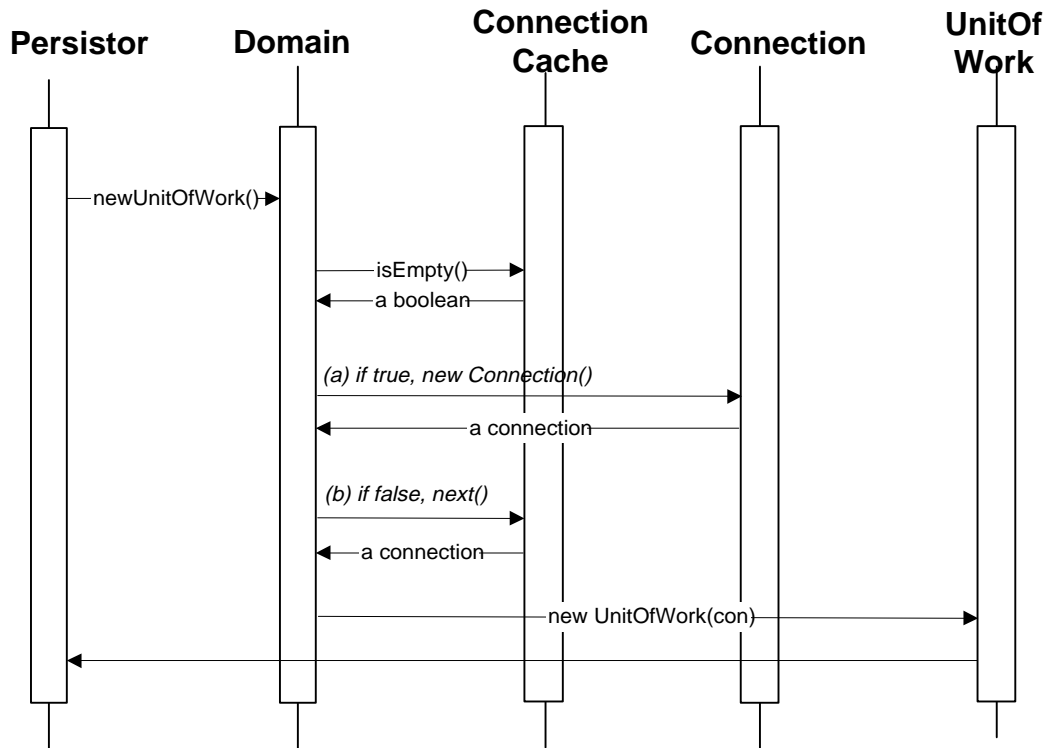 Persistor
Domain
Connection
Cache
Connection
UnitOf
Work
newUnitOfWork()
isEmpty()
a boolean
(a) if true, new Connection()
a connection
(b) if false, next()
a connection
new UnitOfWork(con)